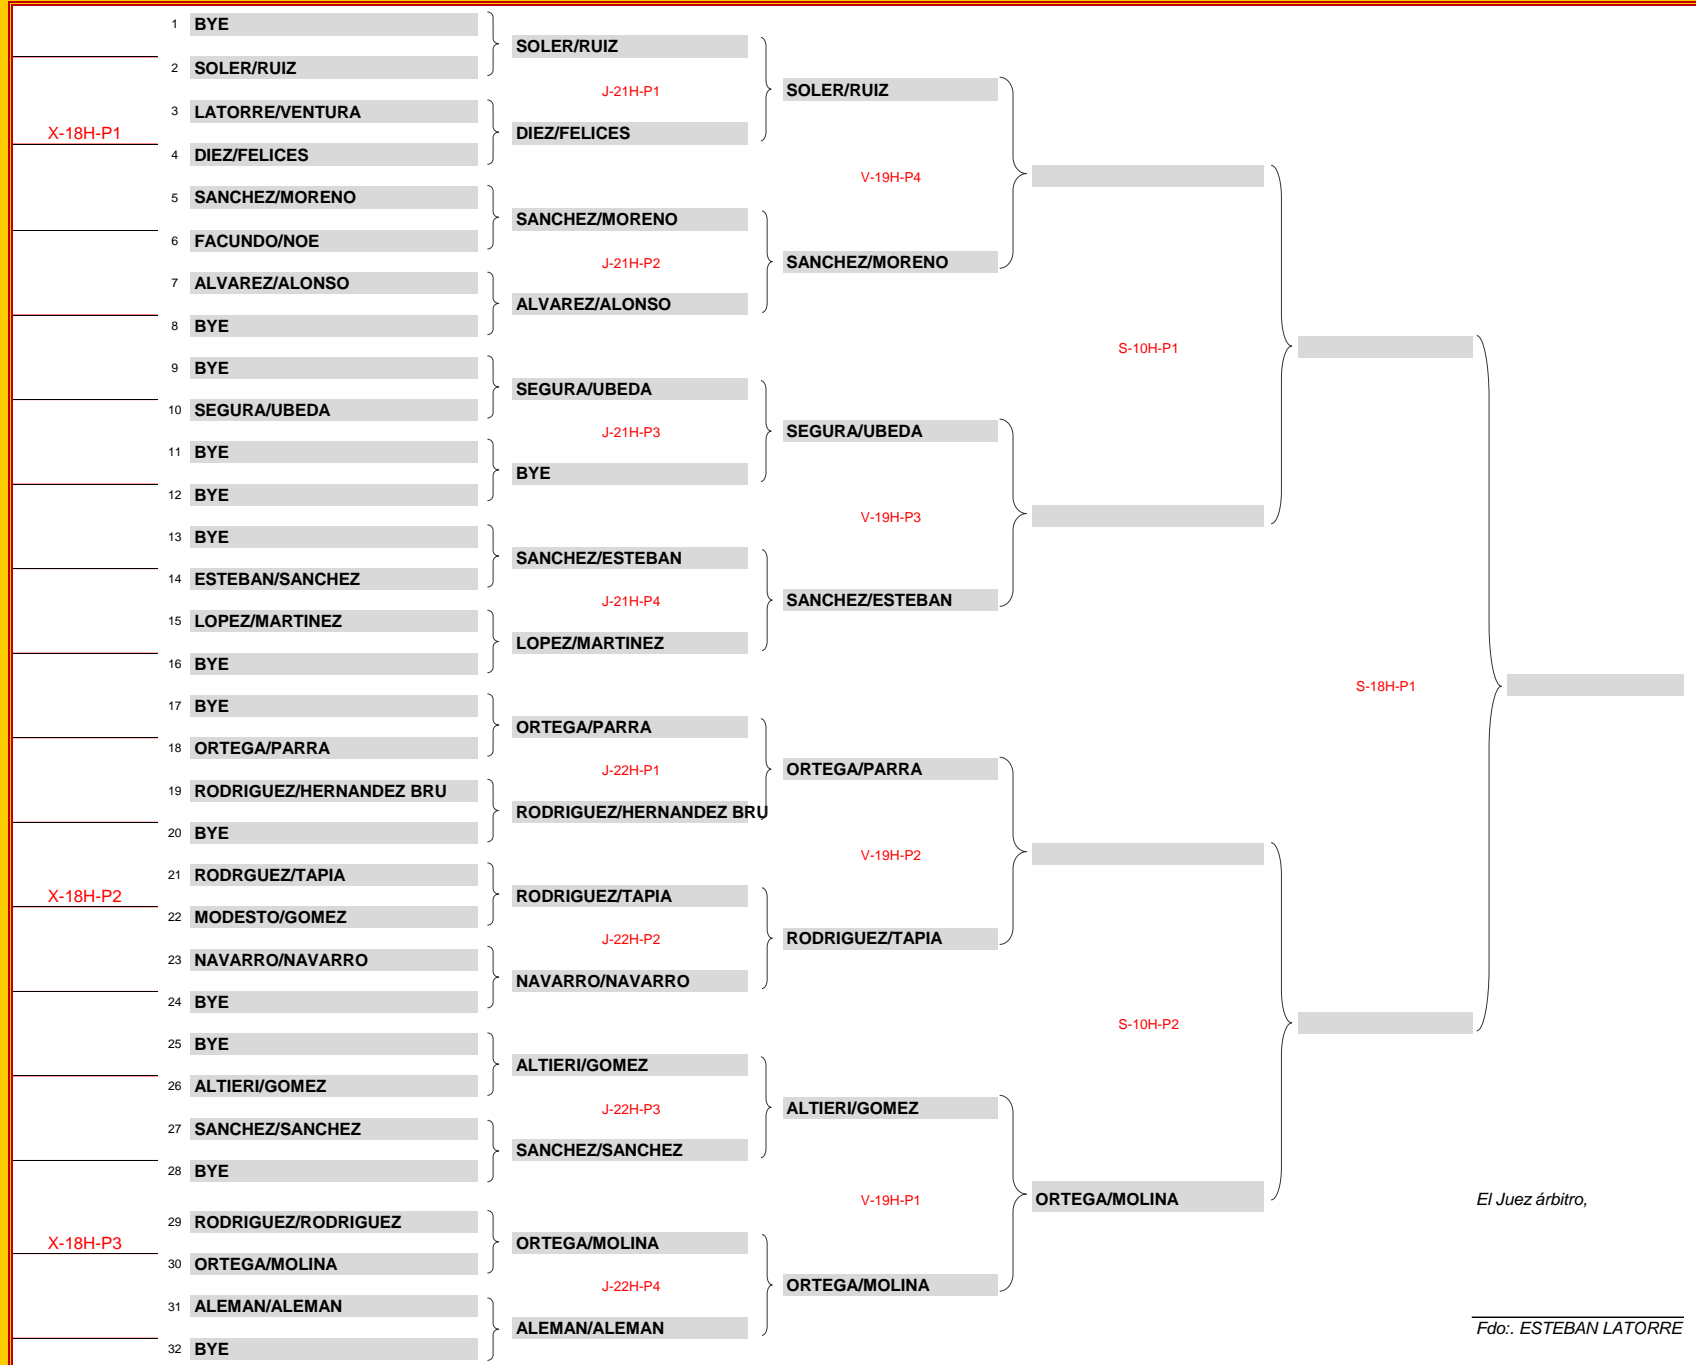 1 BYE
SOLER/RUIZ
2 SOLER/RUIZ
J-21H-P1
SOLER/RUIZ
3 LATORRE/VENTURA
X-18H-P1
DIEZ/FELICES
4 DIEZ/FELICES
V-19H-P4
5 SANCHEZ/MORENO
SANCHEZ/MORENO
6 FACUNDO/NOE
J-21H-P2
SANCHEZ/MORENO
7 ALVAREZ/ALONSO
ALVAREZ/ALONSO
8 BYE
S-10H-P1
9 BYE
SEGURA/UBEDA
10 SEGURA/UBEDA
J-21H-P3
SEGURA/UBEDA
11 BYE
BYE
12 BYE
V-19H-P3
13 BYE
SANCHEZ/ESTEBAN
14 ESTEBAN/SANCHEZ
J-21H-P4
SANCHEZ/ESTEBAN
15 LOPEZ/MARTINEZ
LOPEZ/MARTINEZ
16 BYE
S-18H-P1
17 BYE
ORTEGA/PARRA
18 ORTEGA/PARRA
J-22H-P1
ORTEGA/PARRA
19 RODRIGUEZ/HERNANDEZ BRU
RODRIGUEZ/HERNANDEZ BRU
20 BYE
V-19H-P2
21 RODRGUEZ/TAPIA
X-18H-P2
RODRIGUEZ/TAPIA
22 MODESTO/GOMEZ
J-22H-P2
RODRIGUEZ/TAPIA
23 NAVARRO/NAVARRO
NAVARRO/NAVARRO
24 BYE
S-10H-P2
25 BYE
ALTIERI/GOMEZ
26 ALTIERI/GOMEZ
J-22H-P3
ALTIERI/GOMEZ
27 SANCHEZ/SANCHEZ
SANCHEZ/SANCHEZ
28 BYE
V-19H-P1
ORTEGA/MOLINA
El Juez árbitro,
29 RODRIGUEZ/RODRIGUEZ
X-18H-P3
ORTEGA/MOLINA
30 ORTEGA/MOLINA
J-22H-P4
ORTEGA/MOLINA
31 ALEMAN/ALEMAN
ALEMAN/ALEMAN
Fdo:. ESTEBAN LATORRE
32 BYE